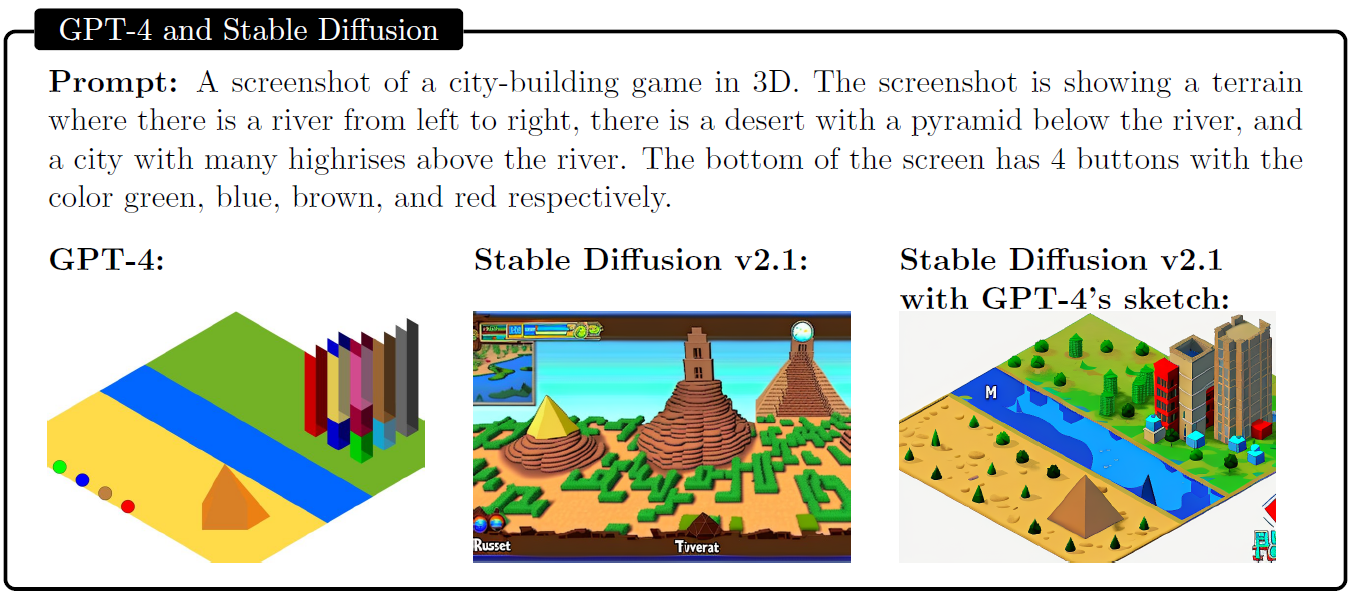 GPT-4 and Stable Diffusion
Prompt: A screenshot of a city-building game in 3D. The screenshot is showing a terrain
where there is a river from left to right, there is a desert with a pyramid below the river, and
a city with many highrises above the river. The bottom of the screen has 4 buttons with the
color green, blue, brown, and red respectively.
GPT-4:
Stable Diffusion v2.1:
Stable Diffusion v2.1
with GPT-4's sketch:
M
Russet
Tuverat